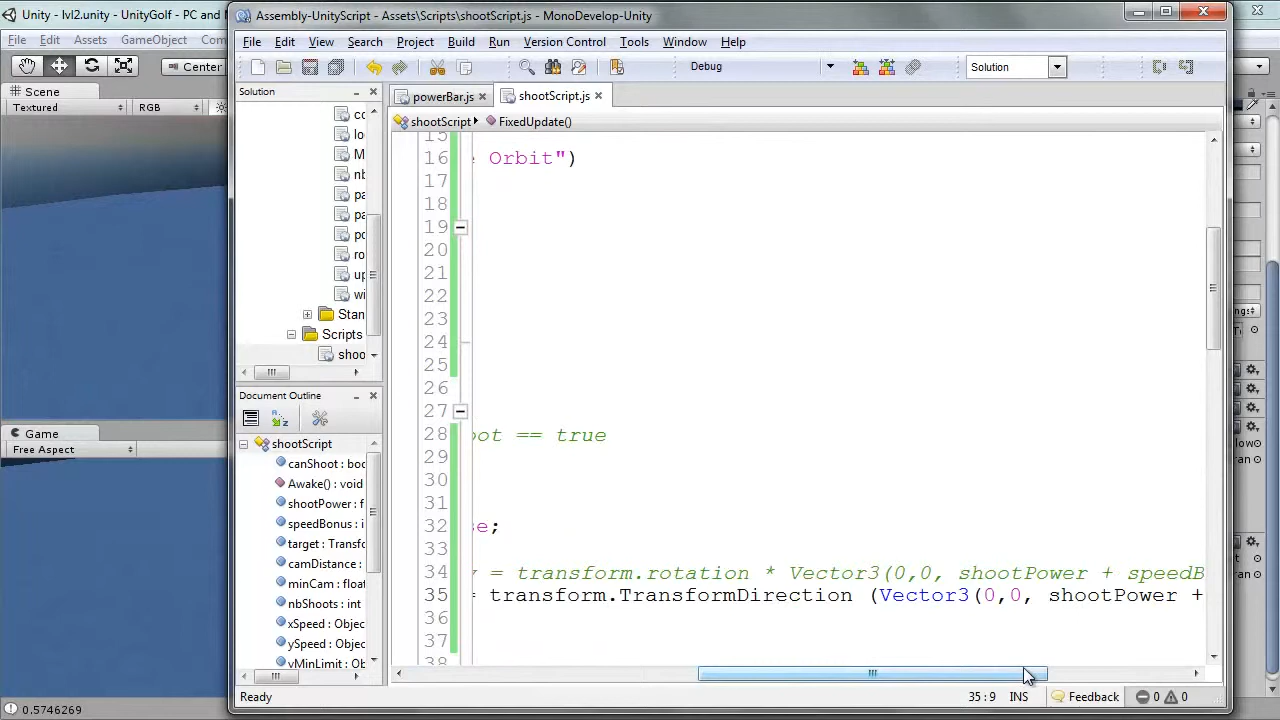 Unity - lvl2.unity - UnityGolf - PC and
Assembly-UnityScript - Assets\Scripts\shootScript.js - MonoDevelop-Unity
File Edit Assets GameObject
File Edit View Search Project Build Run Version Control Tools Window Help
Center
Debug
Solution
Scene
Solution
powerBar.js
shootScript.js
Textured
RGB
shootScript
FixedUpdate()
15
16 Orbit")
17
18
19
20
21
22
23
24
25
26
27
28 oot == true
29
30
31
32 se;
33
34 y = transform.rotation * Vector3(0,0, shootPower + speedB
35 = transform.TransformDirection (Vector3(0,0, shootPower +
36
37
38
Stan
Scripts
shoo
Document Outline
shootScript
canShoot : boo
Awake() : void
shootPower : f
speedBonus : i
target : Transfo
camDistance :
minCam : float
nbShoots : int
xSpeed : Objec
ySpeed : Objec
yMinLimit : Ob
Game
Free Aspect
Ready
35 : 9
INS
Feedback
0
0
0.5746269